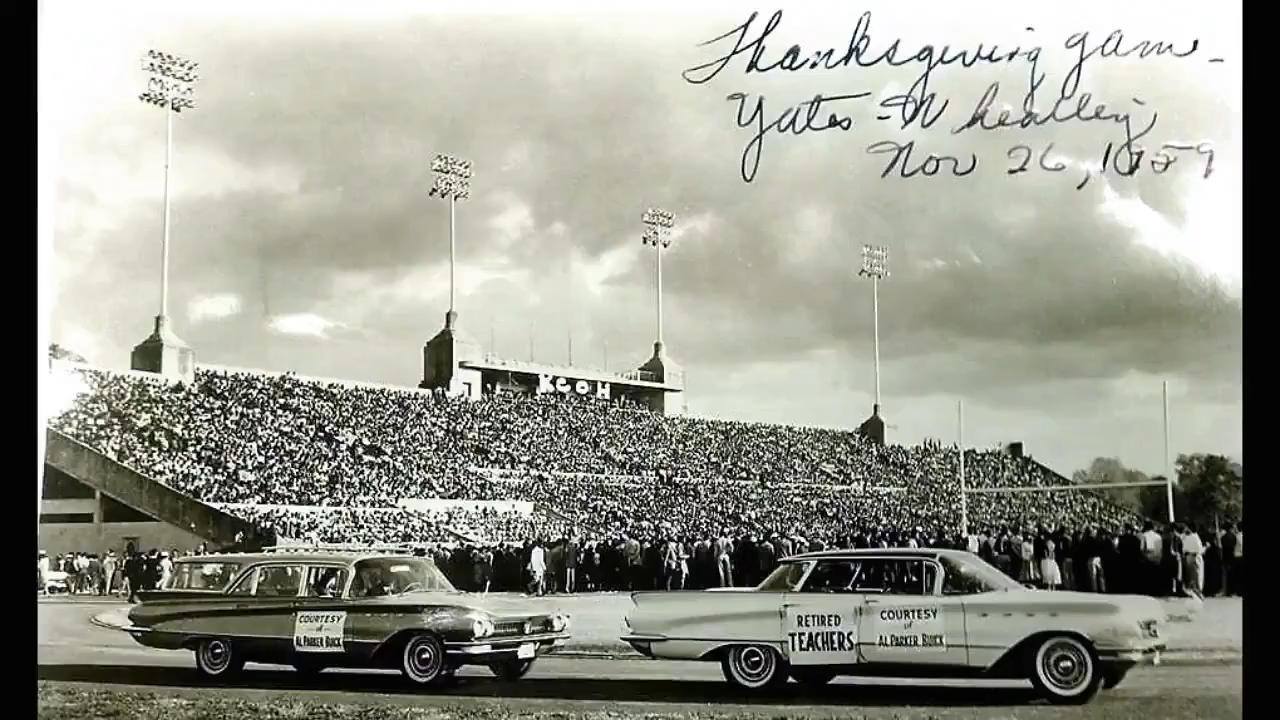 Thanksgiving game
Yates - Wheatley
Nov 26, 1959
KCOH
COURTESY
of
AL PARKER BUICK
RETIRED
TEACHERS
COURTESY
of
AL PARKER BUICK